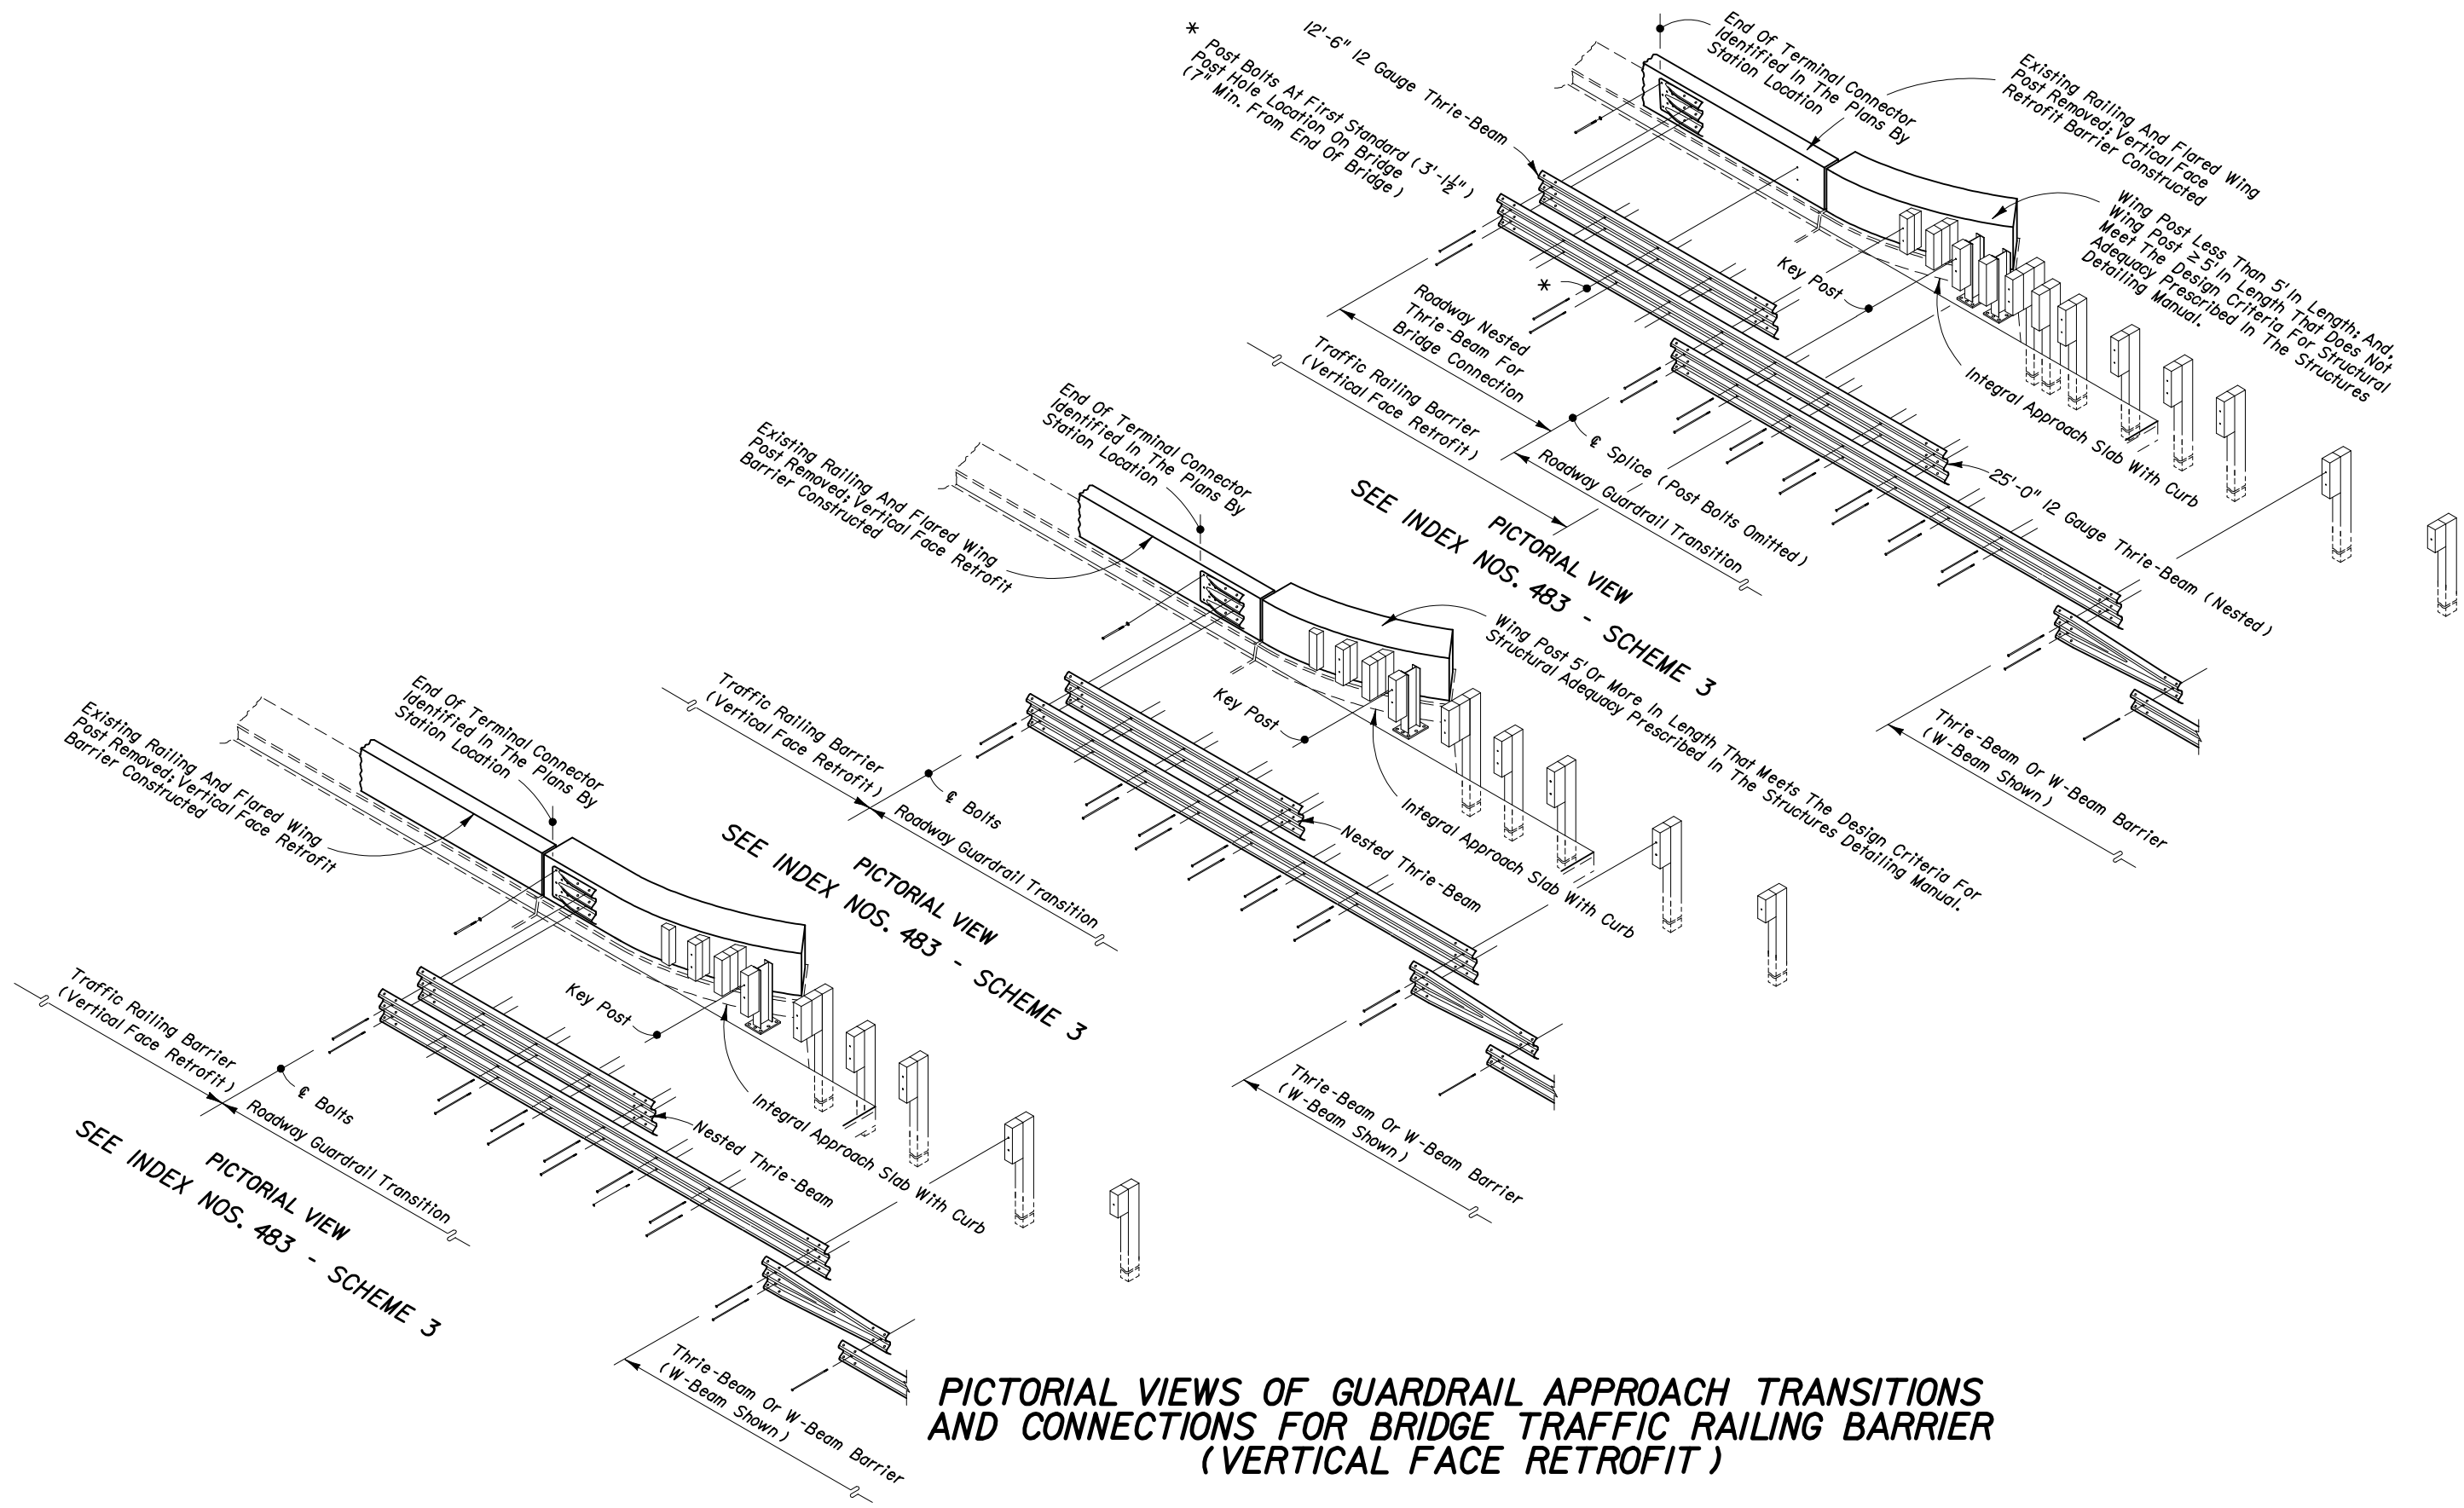 * Post Bolts At First Standard (3'-1½")
Post Hole Location On Bridge
(7" Min. From End Of Bridge)
12'-6" 12 Gauge Thrie-Beam
End Of Terminal Connector
Identified In The Plans By
Station Location
Existing Railing And Flared Wing
Post Removed; Vertical Face
Retrofit Barrier Constructed
Wing Post Less Than 5' In Length; And,
Wing Post ≥ 5' In Length That Does Not
Meet The Design Criteria For Structural
Adequacy Prescribed In The Structures
Detailing Manual.
Key Post
*
Roadway Nested
Thrie-Beam For
Bridge Connection
Traffic Railing Barrier
(Vertical Face Retrofit)
Integral Approach Slab With Curb
℄ Splice (Post Bolts Omitted)
Roadway Guardrail Transition
25'-0" 12 Gauge Thrie-Beam (Nested)
PICTORIAL VIEW
SEE INDEX NOS. 483 - SCHEME 3
Thrie-Beam Or W-Beam Barrier
(W-Beam Shown)
Existing Railing And Flared Wing
Post Removed; Vertical Face Retrofit
Barrier Constructed
End Of Terminal Connector
Identified In The Plans By
Station Location
Wing Post 5' Or More In Length That Meets The Design Criteria For
Structural Adequacy Prescribed In The Structures Detailing Manual.
Key Post
Traffic Railing Barrier
(Vertical Face Retrofit)
℄ Bolts
Roadway Guardrail Transition
Integral Approach Slab With Curb
Nested Thrie-Beam
PICTORIAL VIEW
SEE INDEX NOS. 483 - SCHEME 3
Thrie-Beam Or W-Beam Barrier
(W-Beam Shown)
Existing Railing And Flared Wing
Post Removed; Vertical Face Retrofit
Barrier Constructed
End Of Terminal Connector
Identified In The Plans By
Station Location
Key Post
Traffic Railing Barrier
(Vertical Face Retrofit)
℄ Bolts
Roadway Guardrail Transition
Integral Approach Slab With Curb
Nested Thrie-Beam
PICTORIAL VIEW
SEE INDEX NOS. 483 - SCHEME 3
Thrie-Beam Or W-Beam Barrier
(W-Beam Shown)
PICTORIAL VIEWS OF GUARDRAIL APPROACH TRANSITIONS
AND CONNECTIONS FOR BRIDGE TRAFFIC RAILING BARRIER
(VERTICAL FACE RETROFIT)